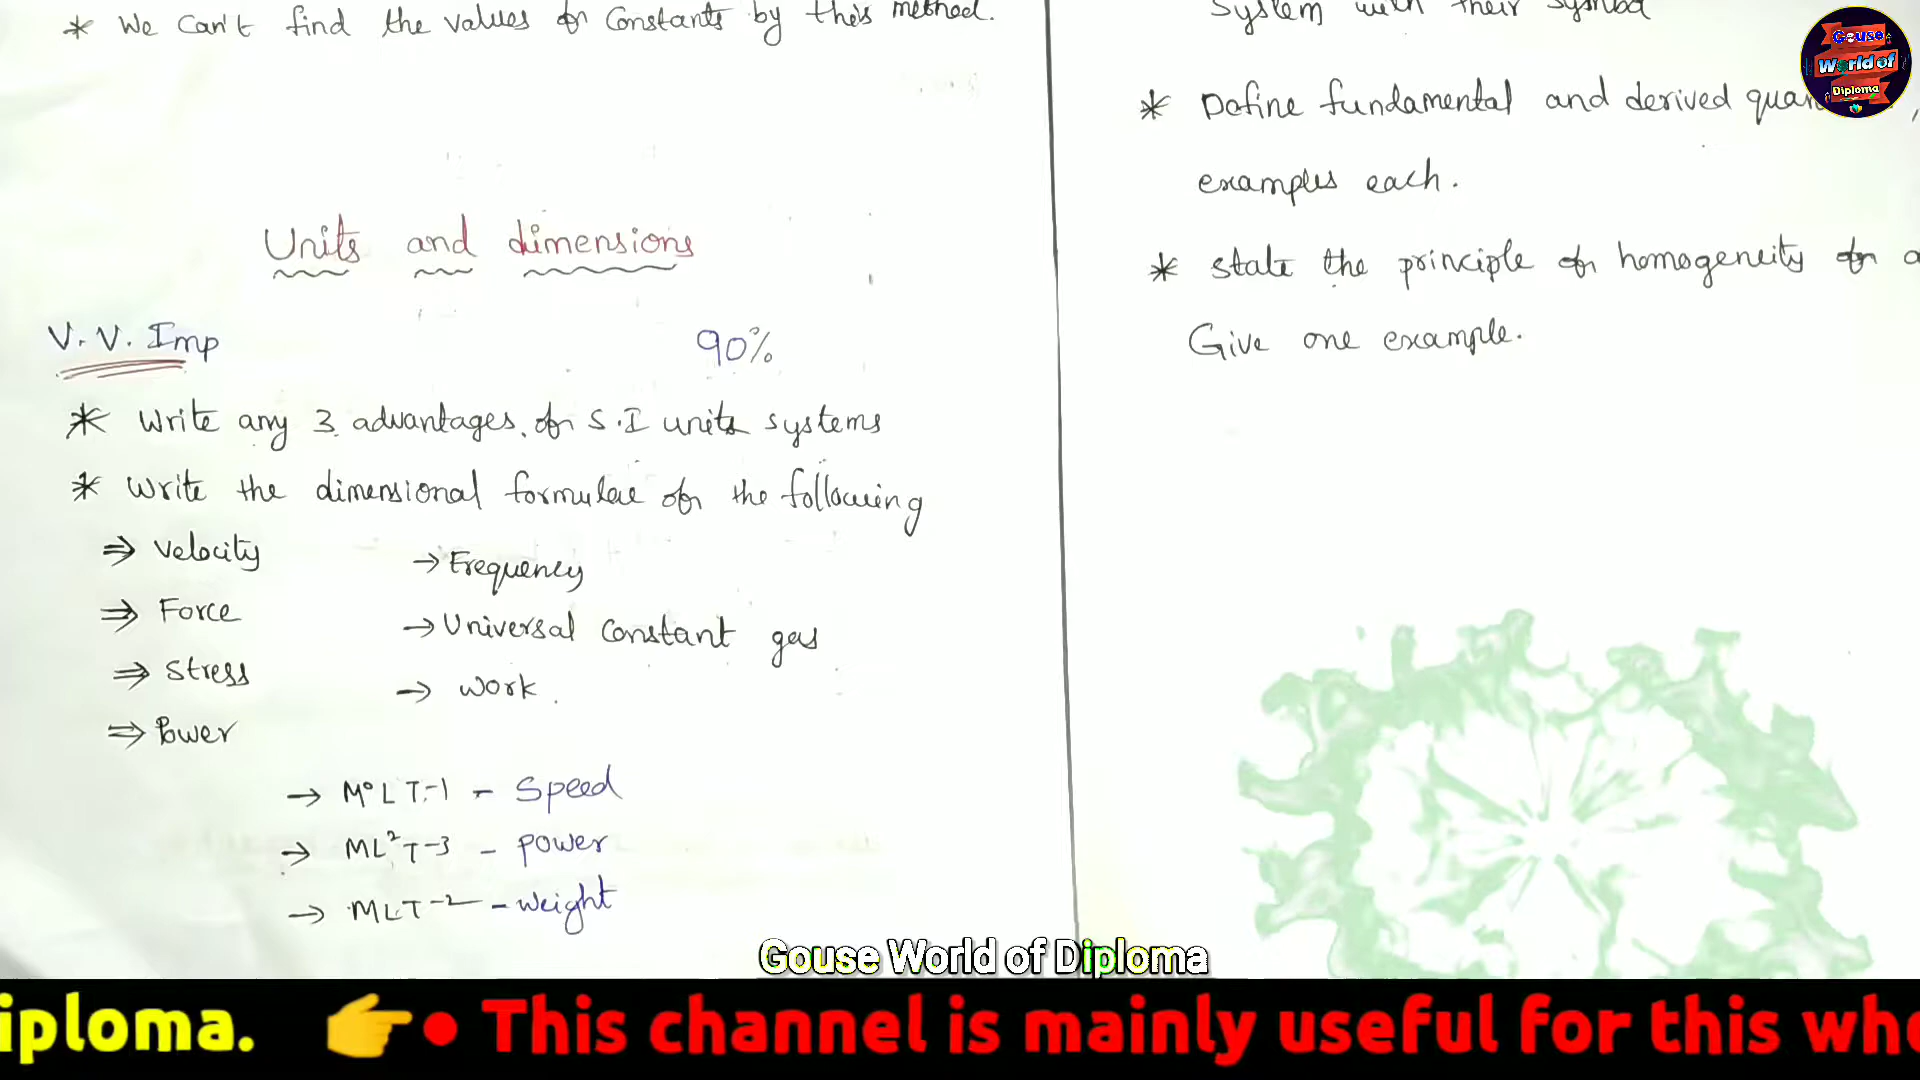 * We can't find the values of constants by this method.
Units and dimensions
V. V. Imp 90%
* Write any 3 advantages of S.I units systems
* Write the dimensional formulae of the following
⇒ Velocity → Frequency
⇒ Force → Universal constant gas
⇒ Stress → Work.
⇒ Power
→ M⁰LT-1 - Speed
→ ML²T-3 - power
→ MLT-2 - weight
System with their symbol
* Define fundamental and derived
examples each.
* State the principle of homogeneity of
Give one example.
Gouse
World of
Diploma
Gouse World of Diploma
iploma. 👉● This channel is mainly useful for this who